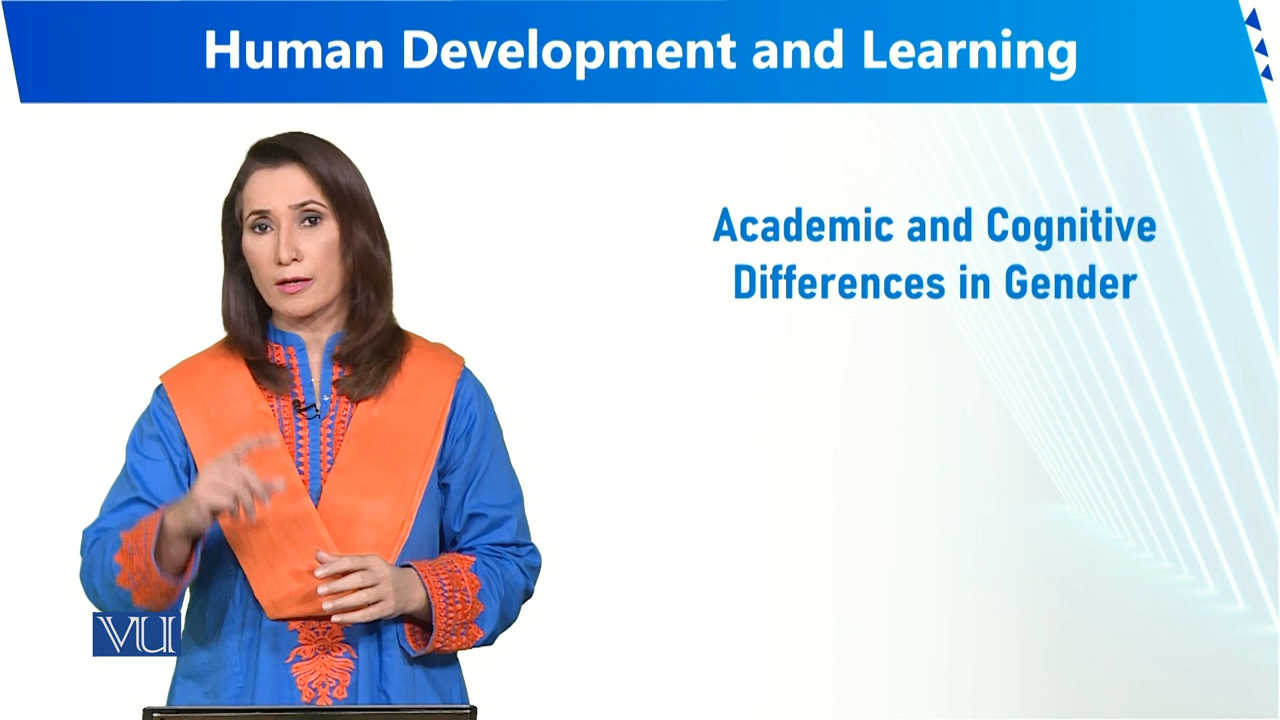 Human Development and Learning
Academic and Cognitive
Differences in Gender
VU